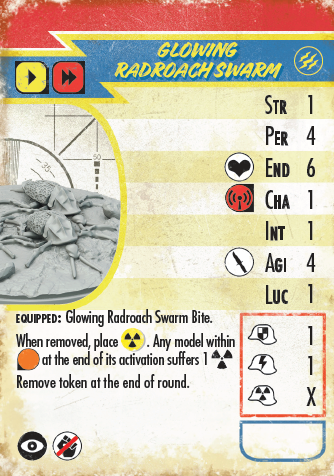 GLOWING
RADROACH SWARM
STR 1
PER 4
END 6
CHA 1
INT 1
AGI 4
LUC 1
50
35
EQUIPPED: Glowing Radroach Swarm Bite.
When removed, place . Any model within
at the end of its activation suffers 1
Remove token at the end of round.
1
1
X